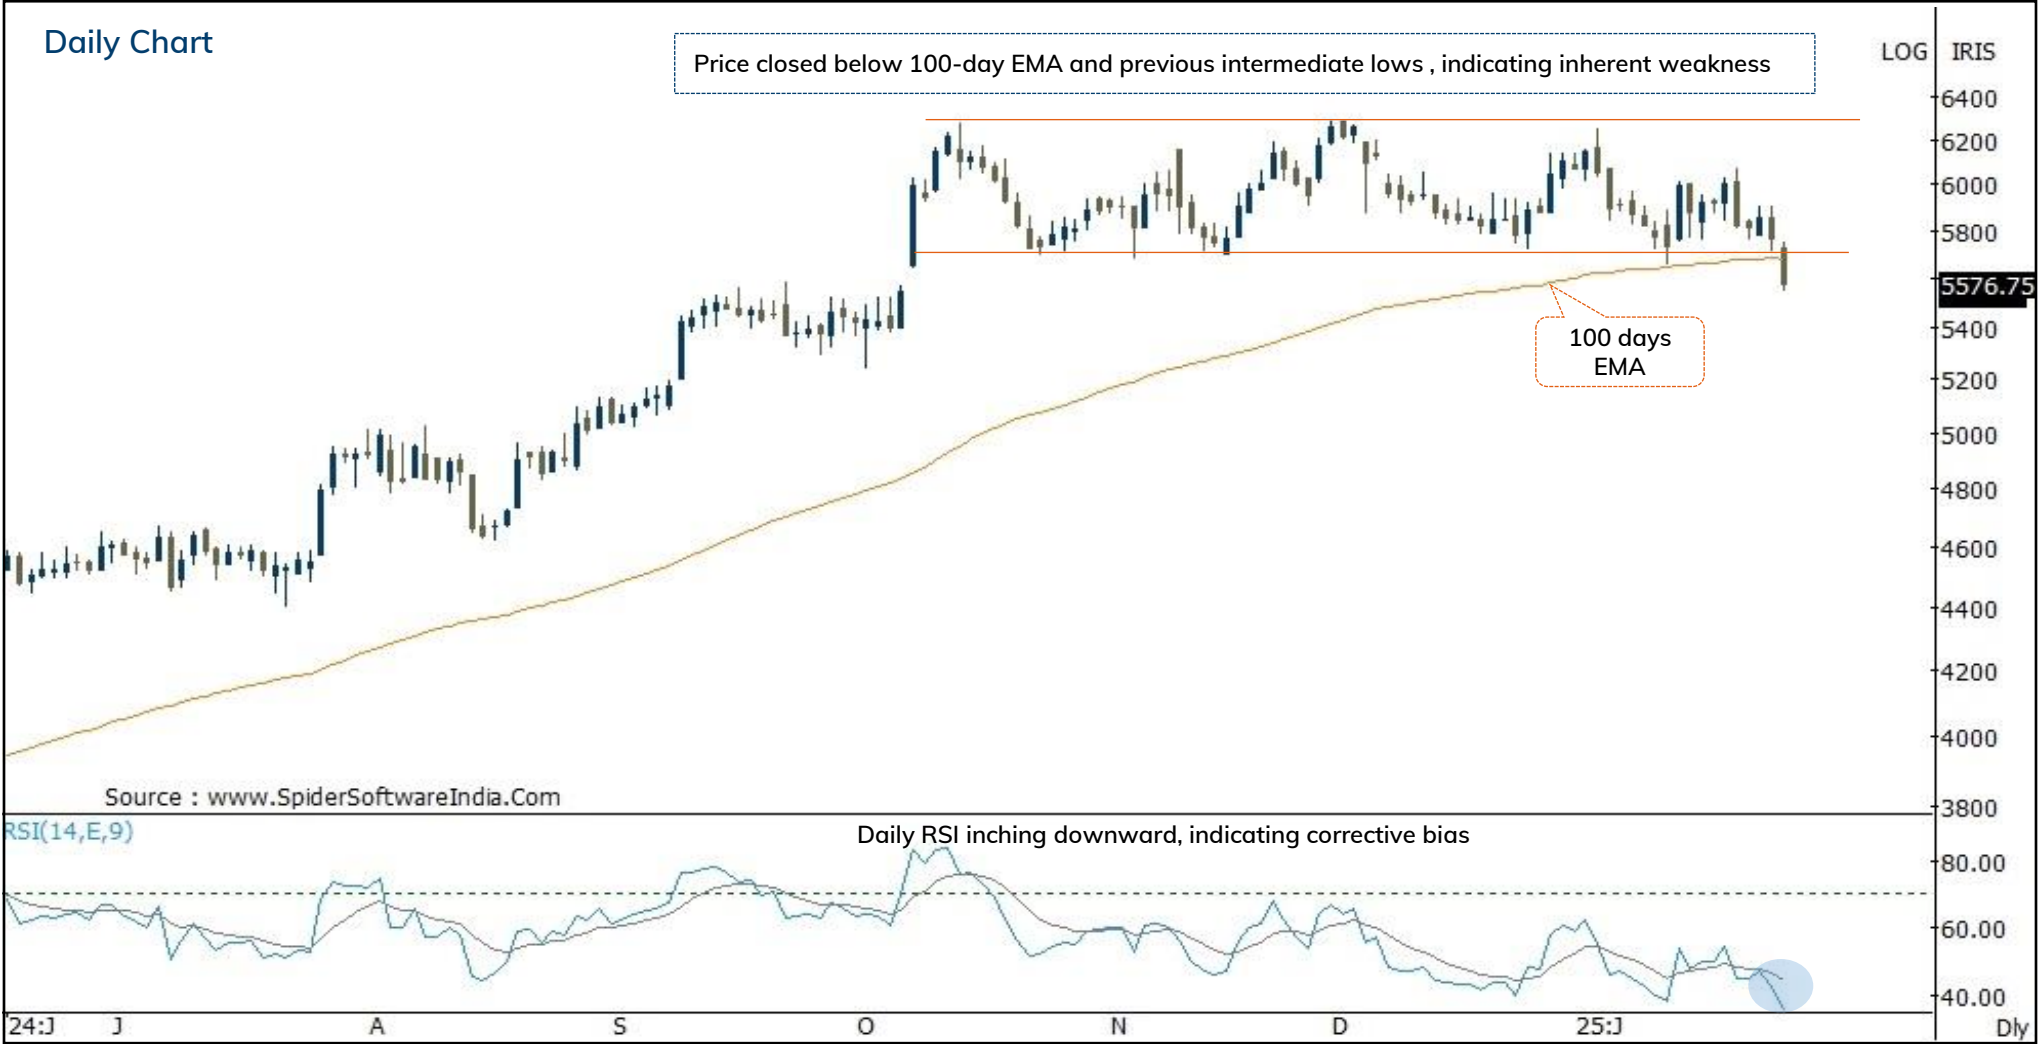 Daily Chart
Price closed below 100-day EMA and previous intermediate lows , indicating inherent weakness
LOG
IRIS
6400
6200
6000
5800
5576.75
5400
5200
5000
4800
4600
4400
4200
4000
3800
100 days
EMA
Source : www.SpiderSoftwareIndia.Com
RSI(14,E,9)
Daily RSI inching downward, indicating corrective bias
80.00
60.00
40.00
24:J
J
A
S
O
N
D
25:J
Dly